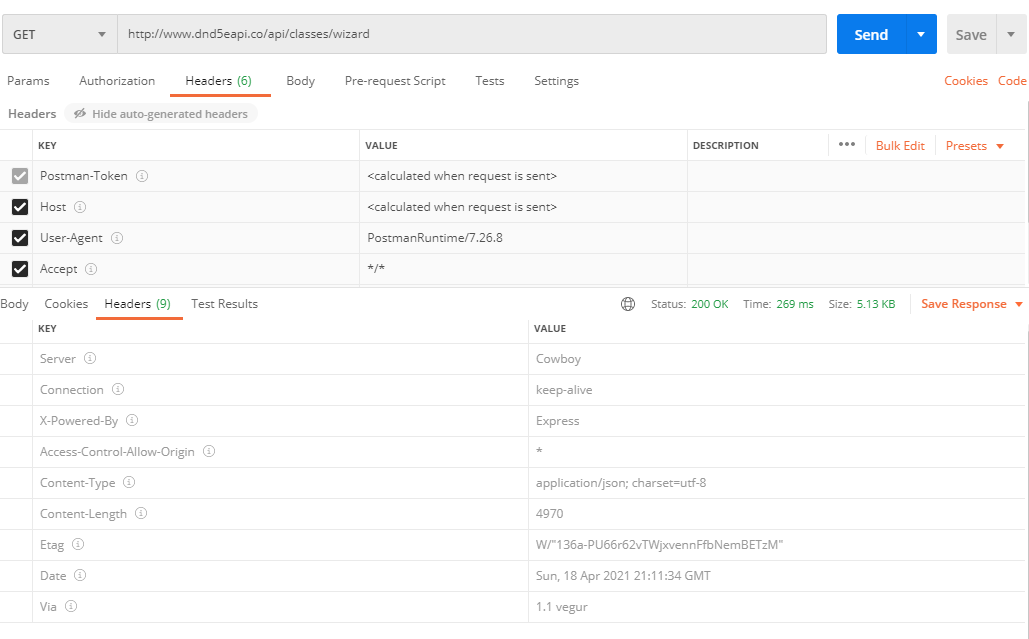 GET http://www.dnd5eapi.co/api/classes/wizard Send Save
Params Authorization Headers (6) Body Pre-request Script Tests Settings Cookies Code
Headers Hide auto-generated headers
KEY VALUE DESCRIPTION ••• Bulk Edit Presets
Postman-Token <calculated when request is sent>
Host <calculated when request is sent>
User-Agent PostmanRuntime/7.26.8
Accept */*
Body Cookies Headers (9) Test Results Status: 200 OK Time: 269 ms Size: 5.13 KB Save Response
KEY VALUE
Server Cowboy
Connection keep-alive
X-Powered-By Express
Access-Control-Allow-Origin *
Content-Type application/json; charset=utf-8
Content-Length 4970
Etag W/"136a-PU66r62vTWjxvennFfbNemBETzM"
Date Sun, 18 Apr 2021 21:11:34 GMT
Via 1.1 vegur